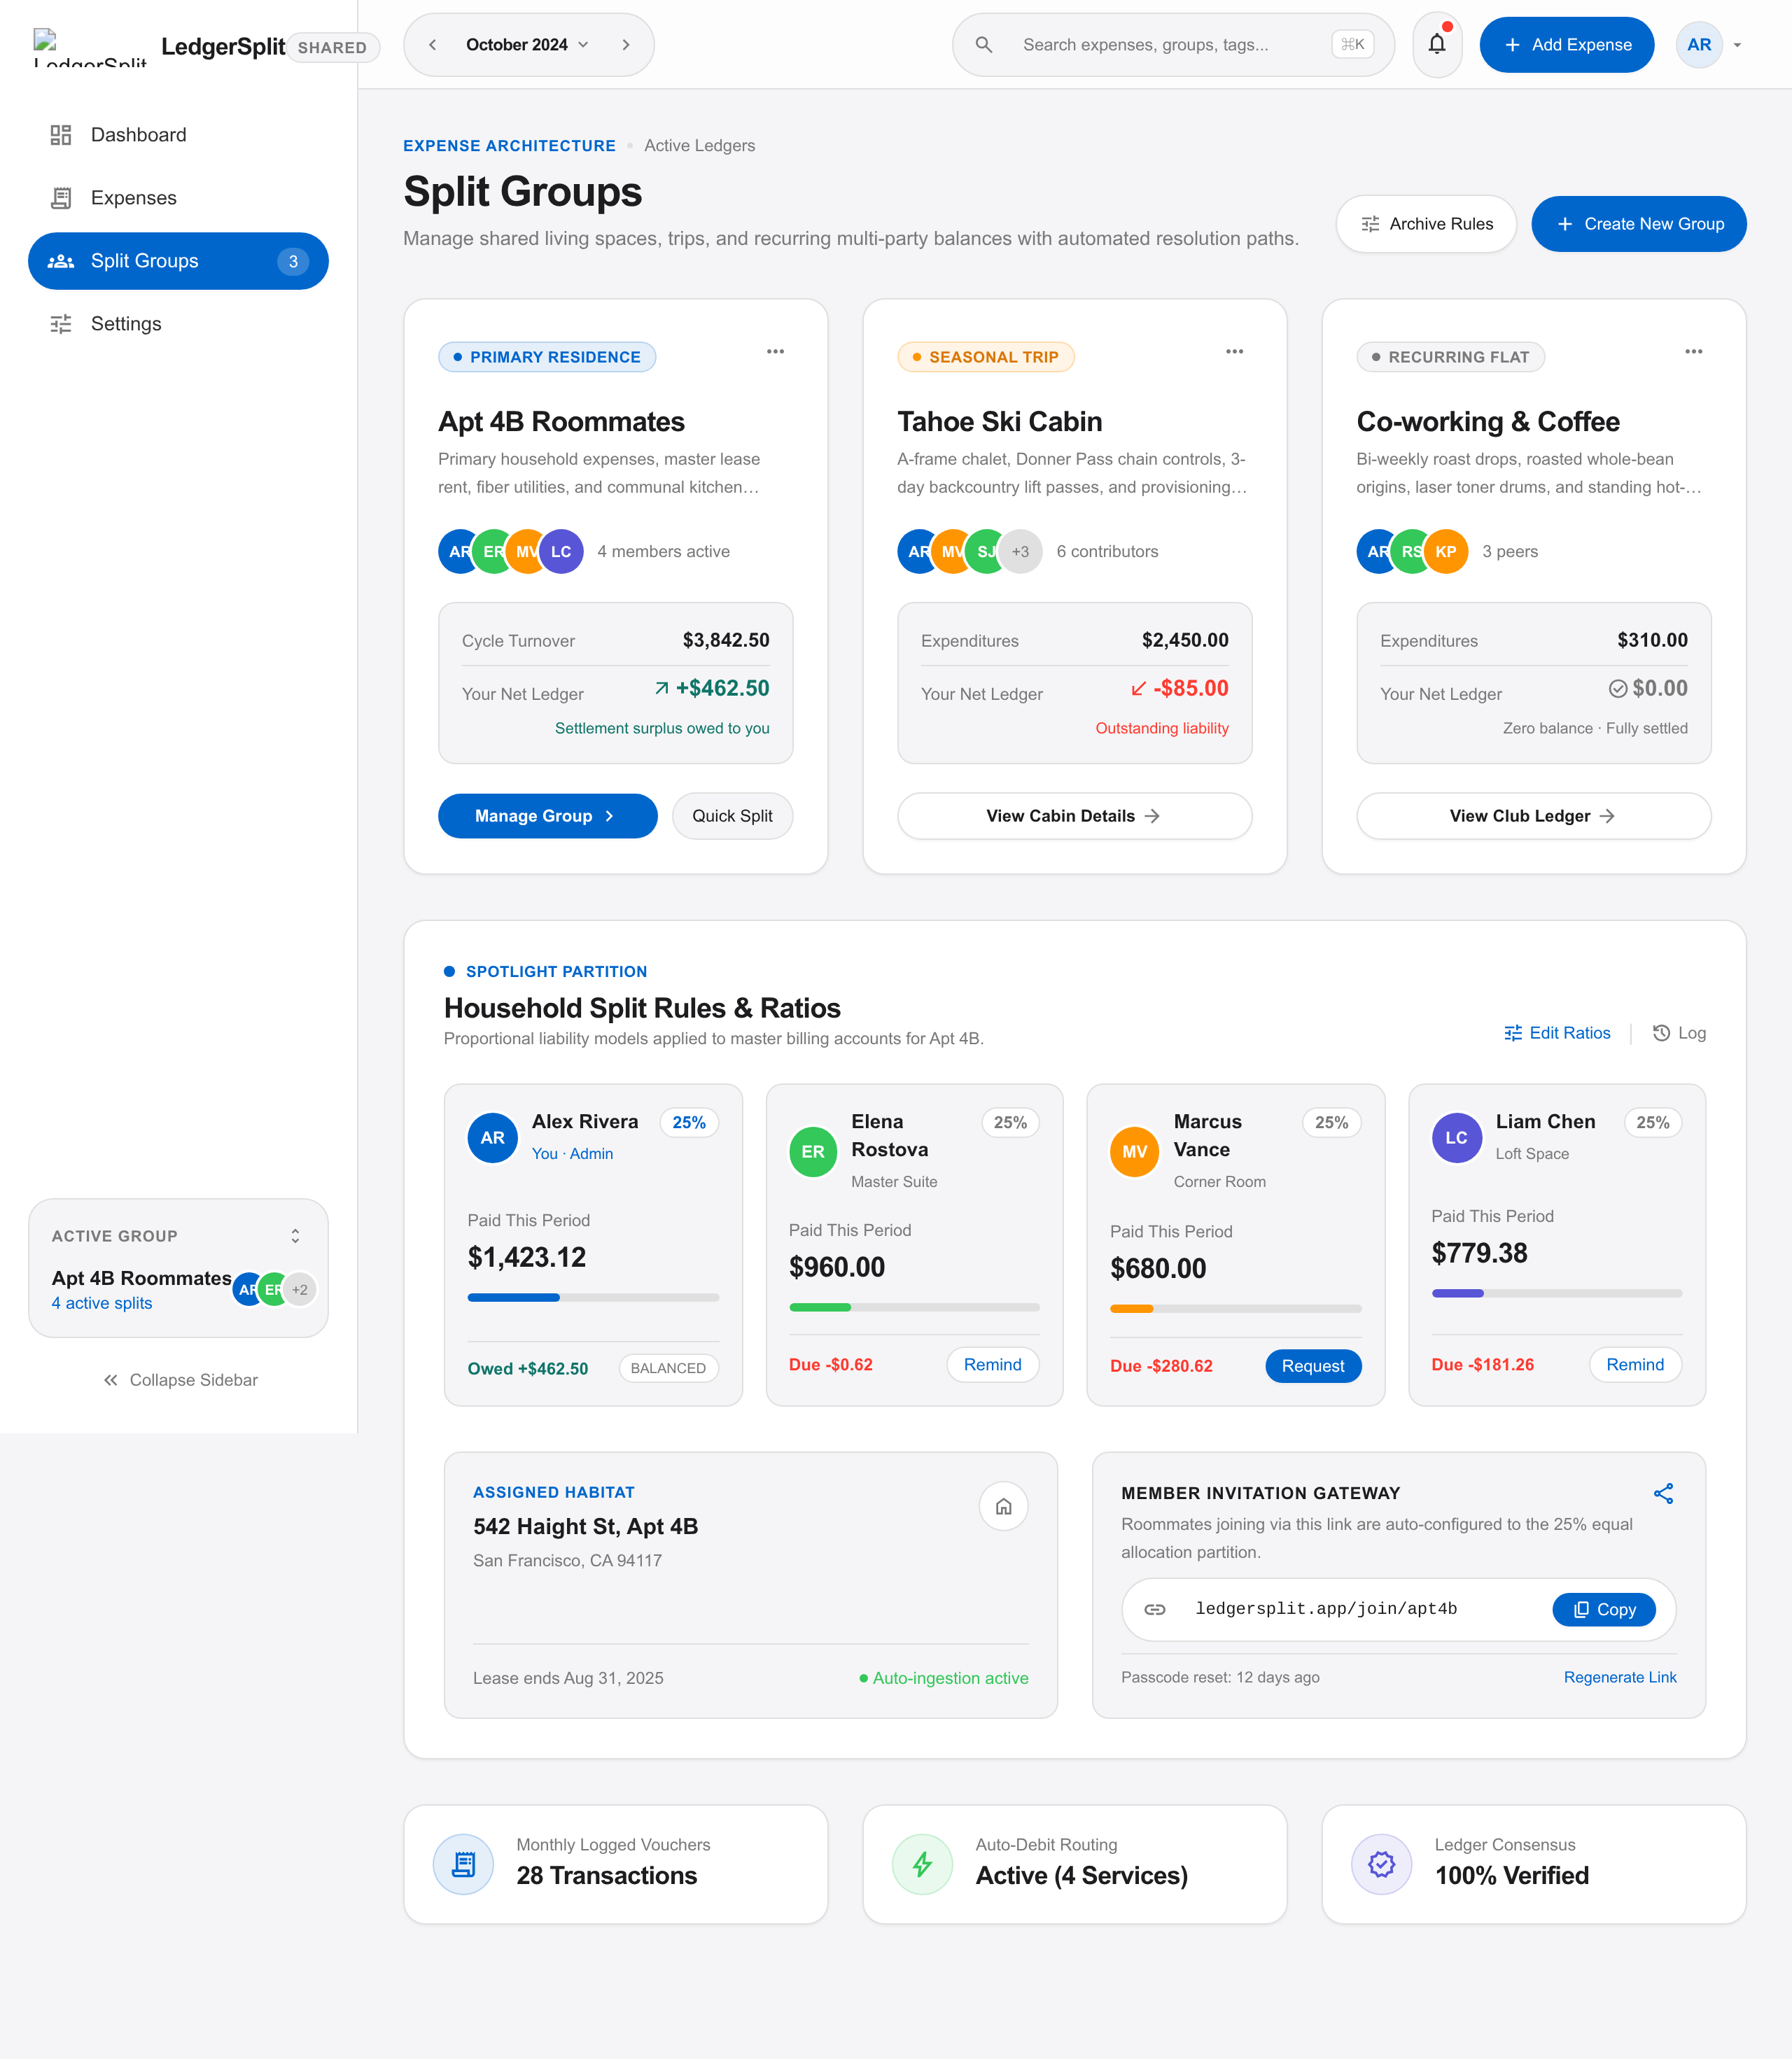 LedgerSplit
LedgerSplit
SHARED
October 2024
Search expenses, groups, tags...
⌘K
Add Expense
AR
Dashboard
Expenses
Split Groups
3
Settings
EXPENSE ARCHITECTURE
Active Ledgers
Split Groups
Manage shared living spaces, trips, and recurring multi-party balances with automated resolution paths.
Archive Rules
Create New Group
PRIMARY RESIDENCE
Apt 4B Roommates
Primary household expenses, master lease
rent, fiber utilities, and communal kitchen…
AR
ER
MV
LC
4 members active
Cycle Turnover
$3,842.50
Your Net Ledger
+$462.50
Settlement surplus owed to you
Manage Group
Quick Split
SEASONAL TRIP
Tahoe Ski Cabin
A-frame chalet, Donner Pass chain controls, 3-
day backcountry lift passes, and provisioning…
AR
MV
SJ
+3
6 contributors
Expenditures
$2,450.00
Your Net Ledger
-$85.00
Outstanding liability
View Cabin Details
RECURRING FLAT
Co-working & Coffee
Bi-weekly roast drops, roasted whole-bean
origins, laser toner drums, and standing hot-…
AR
RS
KP
3 peers
Expenditures
$310.00
Your Net Ledger
$0.00
Zero balance · Fully settled
View Club Ledger
SPOTLIGHT PARTITION
Household Split Rules & Ratios
Proportional liability models applied to master billing accounts for Apt 4B.
Edit Ratios
Log
AR
Alex Rivera
25%
You · Admin
Paid This Period
$1,423.12
Owed +$462.50
BALANCED
ER
Elena
Rostova
25%
Master Suite
Paid This Period
$960.00
Due -$0.62
Remind
MV
Marcus
Vance
25%
Corner Room
Paid This Period
$680.00
Due -$280.62
Request
LC
Liam Chen
25%
Loft Space
Paid This Period
$779.38
Due -$181.26
Remind
ACTIVE GROUP
Apt 4B Roommates
4 active splits
AR
ER
+2
Collapse Sidebar
ASSIGNED HABITAT
542 Haight St, Apt 4B
San Francisco, CA 94117
Lease ends Aug 31, 2025
Auto-ingestion active
MEMBER INVITATION GATEWAY
Roommates joining via this link are auto-configured to the 25% equal
allocation partition.
ledgersplit.app/join/apt4b
Copy
Passcode reset: 12 days ago
Regenerate Link
Monthly Logged Vouchers
28 Transactions
Auto-Debit Routing
Active (4 Services)
Ledger Consensus
100% Verified